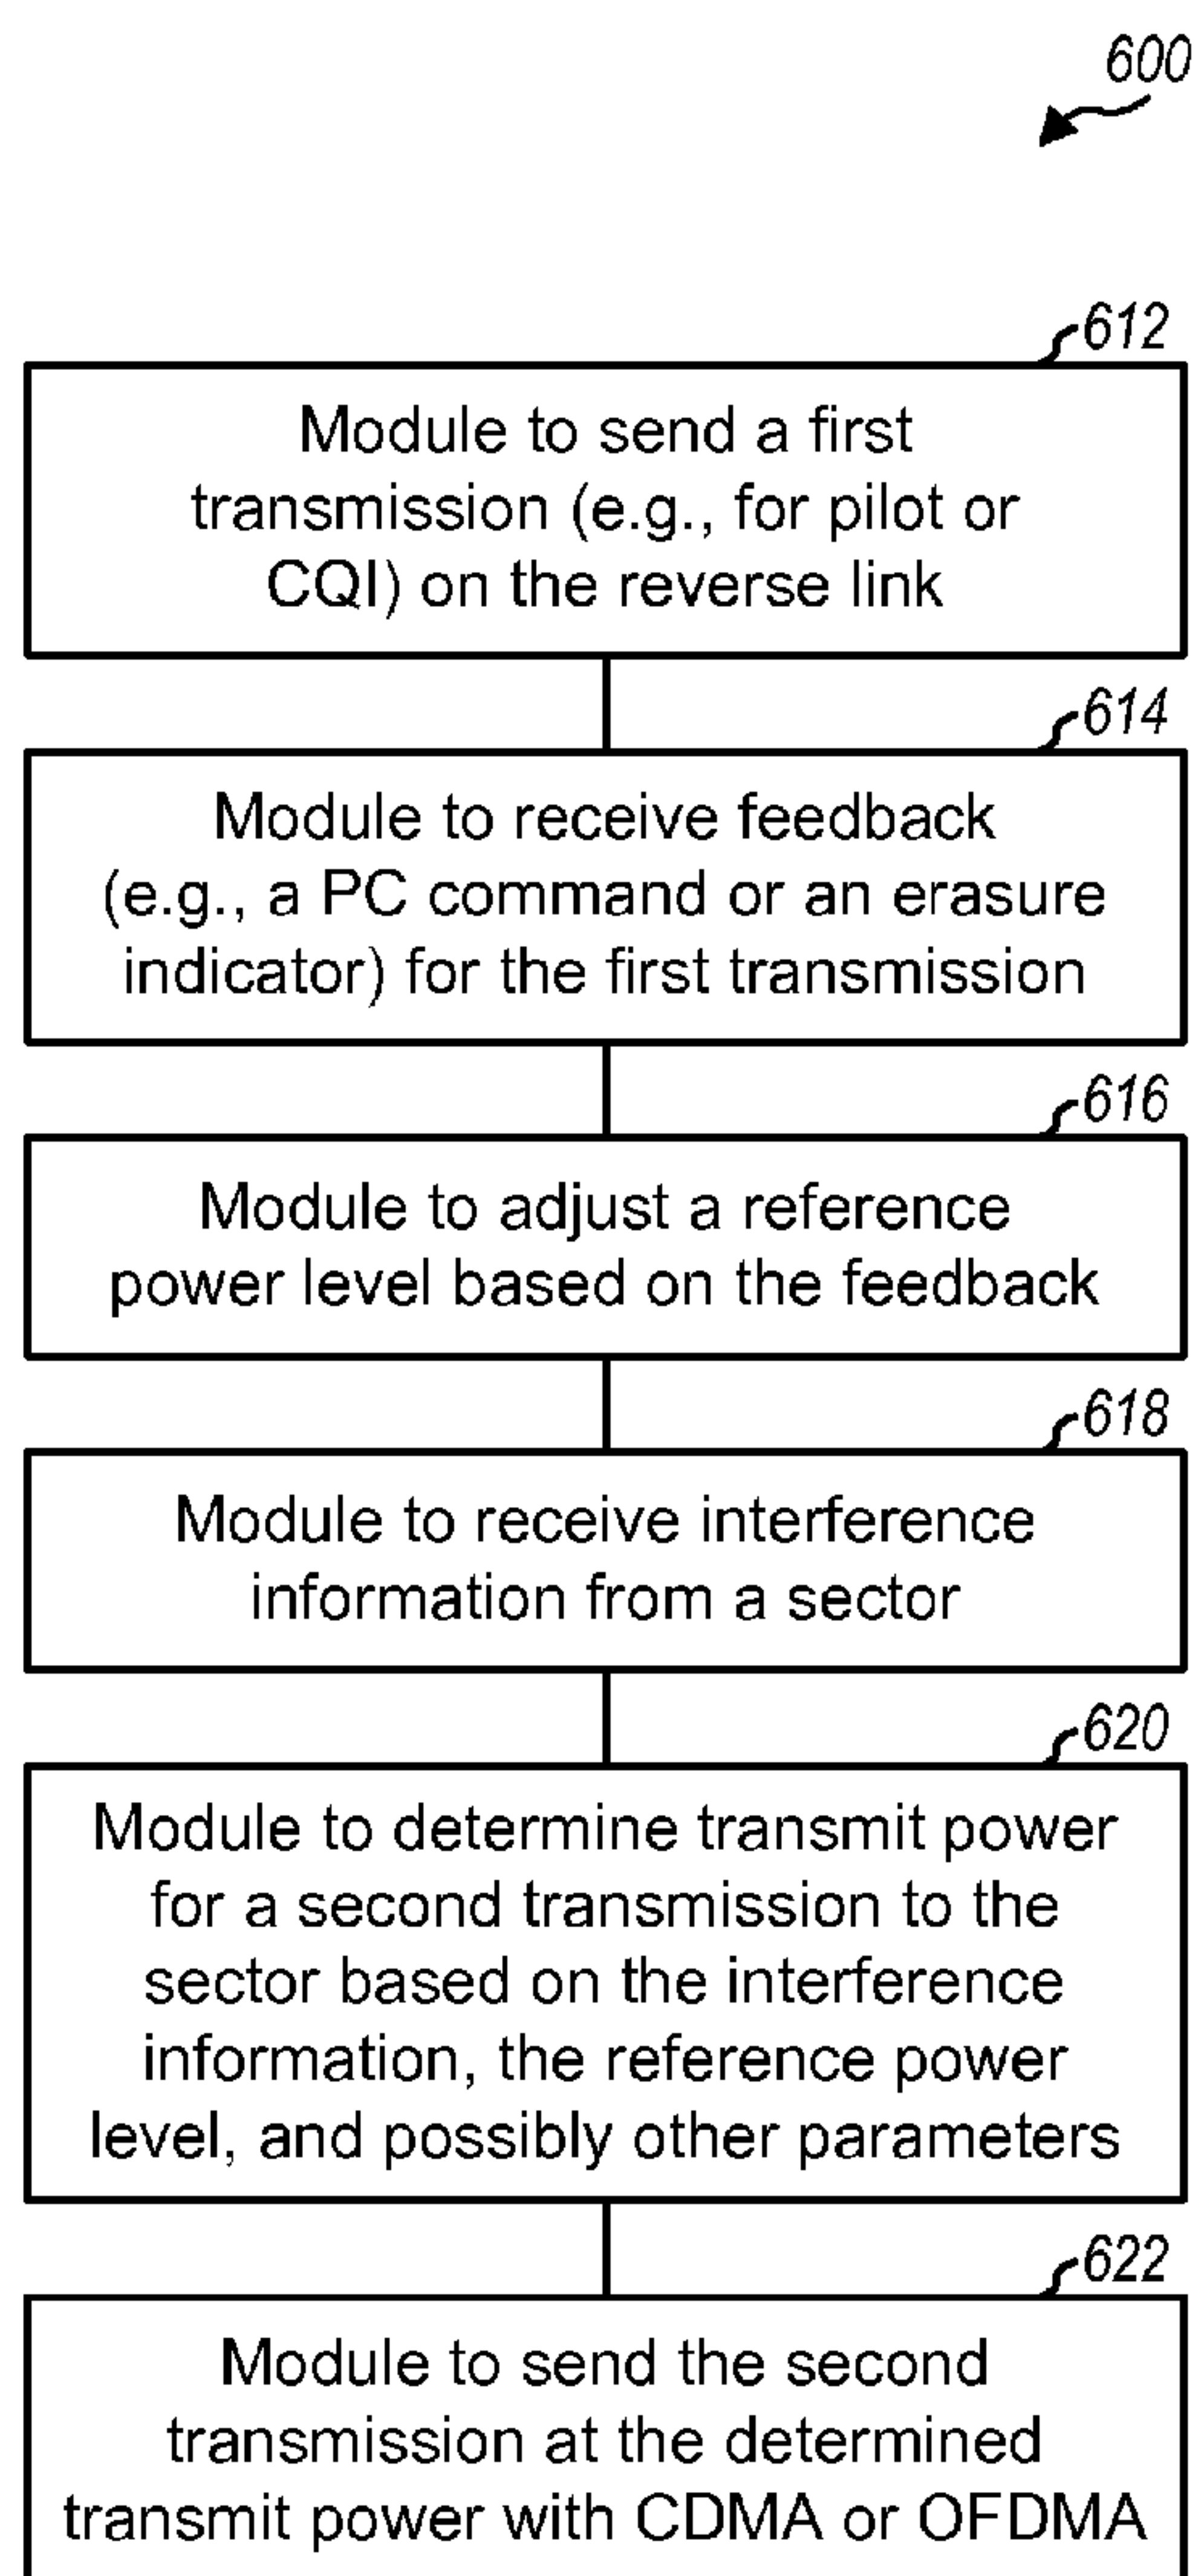 600
612
Module to send a first
transmission (e.g., for pilot or
CQI) on the reverse link
614
Module to receive feedback
(e.g., a PC command or an erasure
indicator) for the first transmission
616
Module to adjust a reference
power level based on the feedback
618
Module to receive interference
information from a sector
620
Module to determine transmit power
for a second transmission to the
sector based on the interference
information, the reference power
level, and possibly other parameters
622
Module to send the second
transmission at the determined
transmit power with CDMA or OFDMA